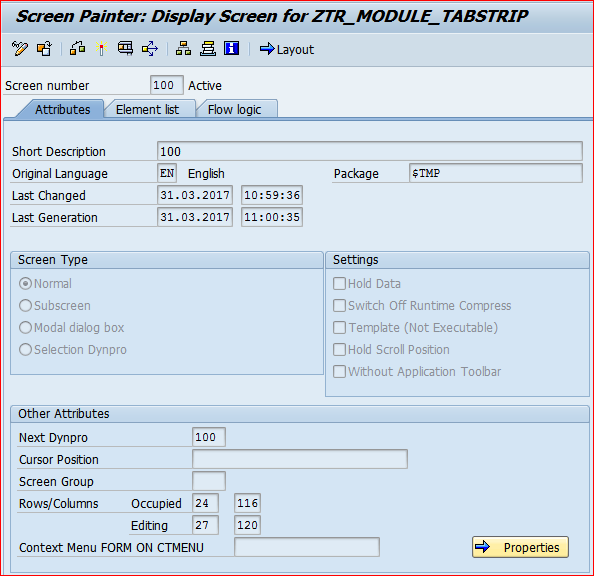 Screen Painter: Display Screen for ZTR_MODULE_TABSTRIP
Layout
Screen number 100 Active
Attributes Element list Flow logic
Short Description 100
Original Language EN English Package $TMP
Last Changed 31.03.2017 10:59:36
Last Generation 31.03.2017 11:00:35
Screen Type Settings
Normal Hold Data
Subscreen Switch Off Runtime Compress
Modal dialog box Template (Not Executable)
Selection Dynpro Hold Scroll Position
Without Application Toolbar
Other Attributes
Next Dynpro 100
Cursor Position
Screen Group
Rows/Columns Occupied 24 116
Editing 27 120
Context Menu FORM ON CTMENU Properties